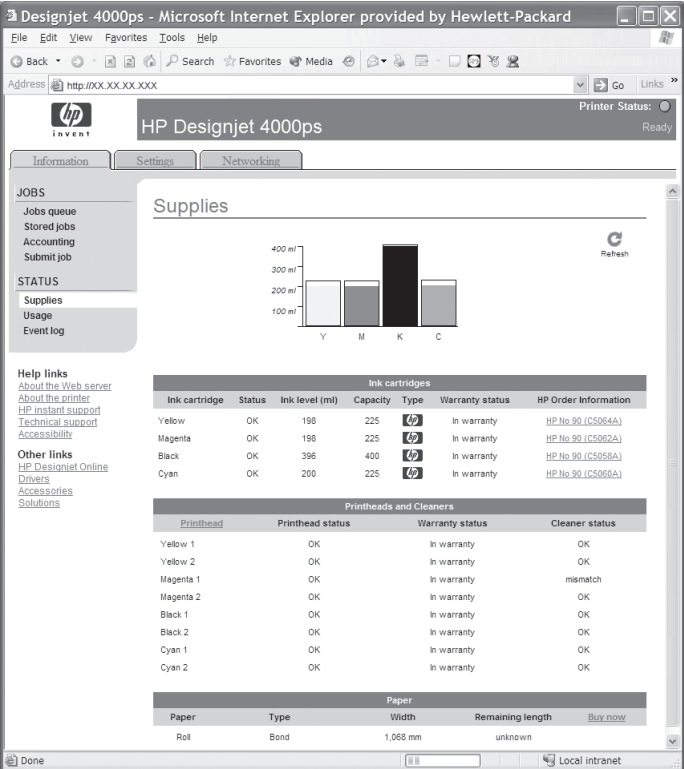 Designjet 4000ps - Microsoft Internet Explorer provided by Hewlett-Packard
File Edit View Favorites Tools Help
Back Search Favorites Media
Address http://XX.XX.XX.XXX Go Links »
hp
invent
HP Designjet 4000ps
Printer Status:
Ready
Information Settings Networking
JOBS
Jobs queue
Stored jobs
Accounting
Submit job
STATUS
Supplies
Usage
Event log
Help links
About the Web server
About the printer
HP instant support
Technical support
Accessibility
Other links
HP Designjet Online
Drivers
Accessories
Solutions
Supplies
Refresh
400 ml
300 ml
200 ml
100 ml
Y M K C
Ink cartridges
Ink cartridge Status Ink level (ml) Capacity Type Warranty status HP Order Information
Yellow OK 198 225 hp In warranty HP No 90 (C5064A)
Magenta OK 198 225 hp In warranty HP No 90 (C5062A)
Black OK 396 400 hp In warranty HP No 90 (C5058A)
Cyan OK 200 225 hp In warranty HP No 90 (C5060A)
Printheads and Cleaners
Printhead Printhead status Warranty status Cleaner status
Yellow 1 OK In warranty OK
Yellow 2 OK In warranty OK
Magenta 1 OK In warranty mismatch
Magenta 2 OK In warranty OK
Black 1 OK In warranty OK
Black 2 OK In warranty OK
Cyan 1 OK In warranty OK
Cyan 2 OK In warranty OK
Paper
Paper Type Width Remaining length Buy now
Roll Bond 1,068 mm unknown
Done Local intranet